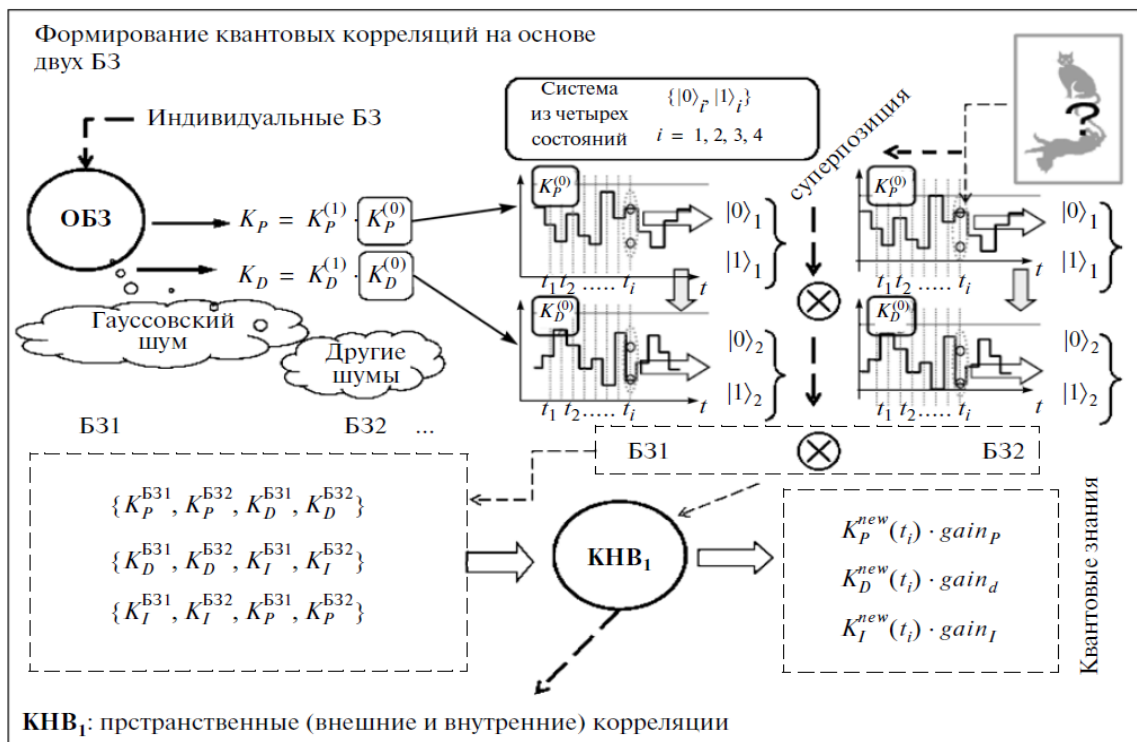 Формирование квантовых корреляций на основе
двух БЗ
Индивидуальные БЗ
ОБЗ
K_P = K_P^{(1)} · K_P^{(0)}
K_D = K_D^{(1)} · K_D^{(0)}
Гауссовский
шум
Другие
шумы
БЗ1
БЗ2 ...
Система
из четырех
состояний
{|0⟩_i, |1⟩_i}
i = 1, 2, 3, 4
суперпозиция
?
K_P^{(0)}
t_1 t_2 ..... t_i t
|0⟩_1
|1⟩_1
K_D^{(0)}
t_1 t_2 ..... t_i t
|0⟩_2
|1⟩_2
K_P^{(0)}
t_1 t_2 ..... t_i t
|0⟩_1
|1⟩_1
K_D^{(0)}
t_1 t_2 ..... t_i t
|0⟩_2
|1⟩_2
БЗ1 ⊗ БЗ2
{K_P^{БЗ1}, K_P^{БЗ2}, K_D^{БЗ1}, K_D^{БЗ2}}
{K_D^{БЗ1}, K_D^{БЗ2}, K_I^{БЗ1}, K_I^{БЗ2}}
{K_I^{БЗ1}, K_I^{БЗ2}, K_P^{БЗ1}, K_P^{БЗ2}}
КНВ_1
K_P^{new}(t_i) · gain_P
K_D^{new}(t_i) · gain_d
K_I^{new}(t_i) · gain_I
Квантовые знания
КНВ_1: прстранственные (внешние и внутренние) корреляции